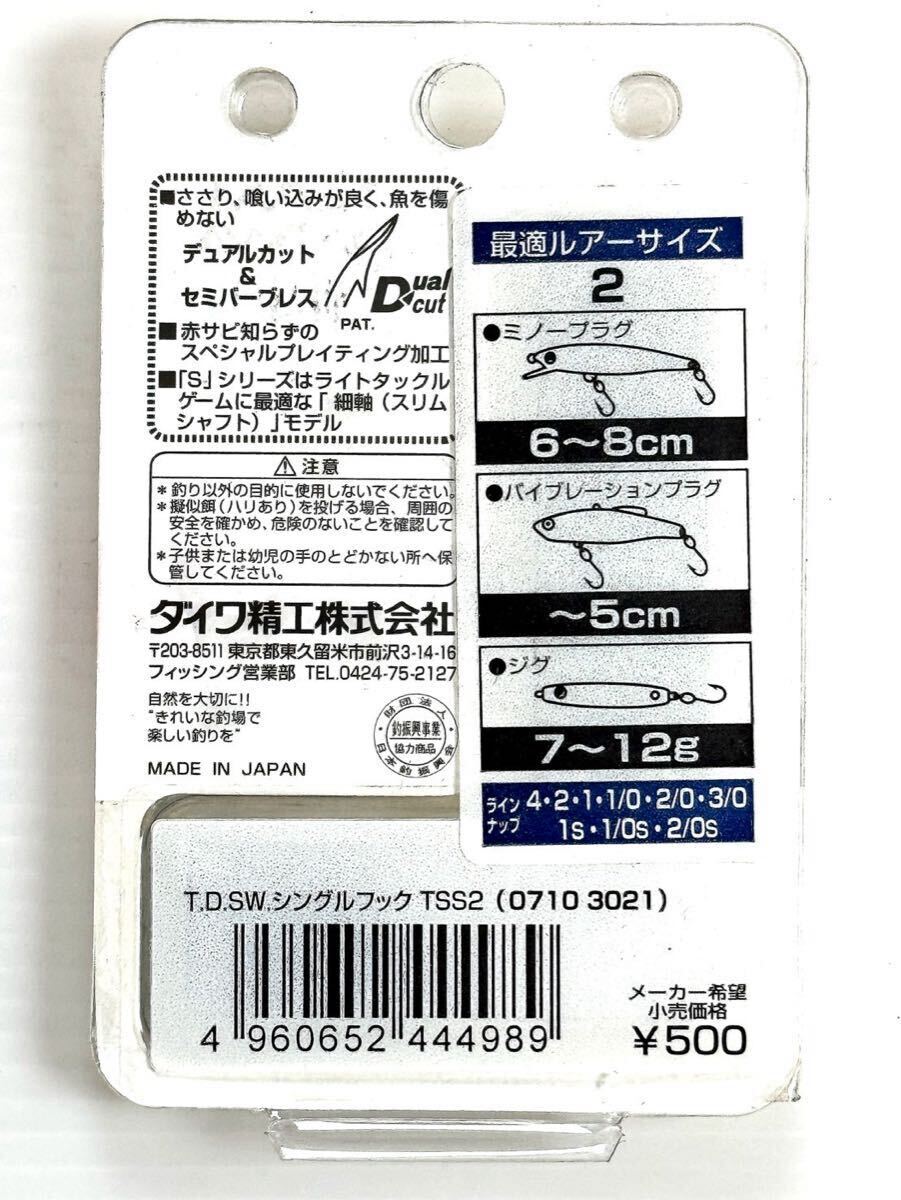 ■ささり、喰い込みが良く、魚を傷
めない
デュアルカット
&
セミバーブレス
Dual cut
PAT.
■赤サビ知らずの
スペシャルプレイティング加工
■「S」シリーズはライトタックル
ゲームに最適な「 細軸（スリム
シャフト）」モデル
⚠ 注意
＊釣り以外の目的に使用しないでください。
＊擬似餌（ハリあり）を投げる場合、周囲の
安全を確かめ、危険のないことを確認して
ください。
＊子供または幼児の手のとどかない所へ保
管してください。
ダイワ精工株式会社
〒203-8511 東京都東久留米市前沢3-14-16
フィッシング営業部 TEL.0424-75-2127
自然を大切に!!
"きれいな釣場で
楽しい釣りを"
財団法人
釣振興事業
協力商品
日本釣振興会
MADE IN JAPAN
最適ルアーサイズ
2
●ミノープラグ
6〜8cm
●バイブレーションプラグ
〜5cm
●ジグ
7〜12g
ライン
ナップ
4・2・1・1/0・2/0・3/0
1s・1/0s・2/0s
T.D.SW.シングルフック TSS2（0710 3021）
4 960652 444989
メーカー希望
小売価格
¥500